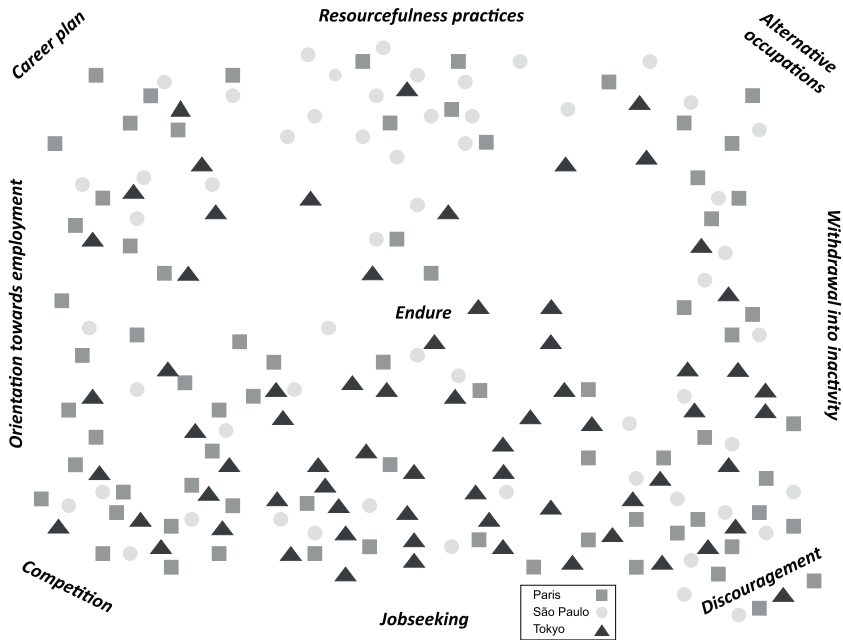 Resourcefulness practices
Career plan
Alternative
occupations
Orientation towards employment
Withdrawal into inactivity
Endure
Competition
Jobseeking
Discouragement
Paris
São Paulo
Tokyo